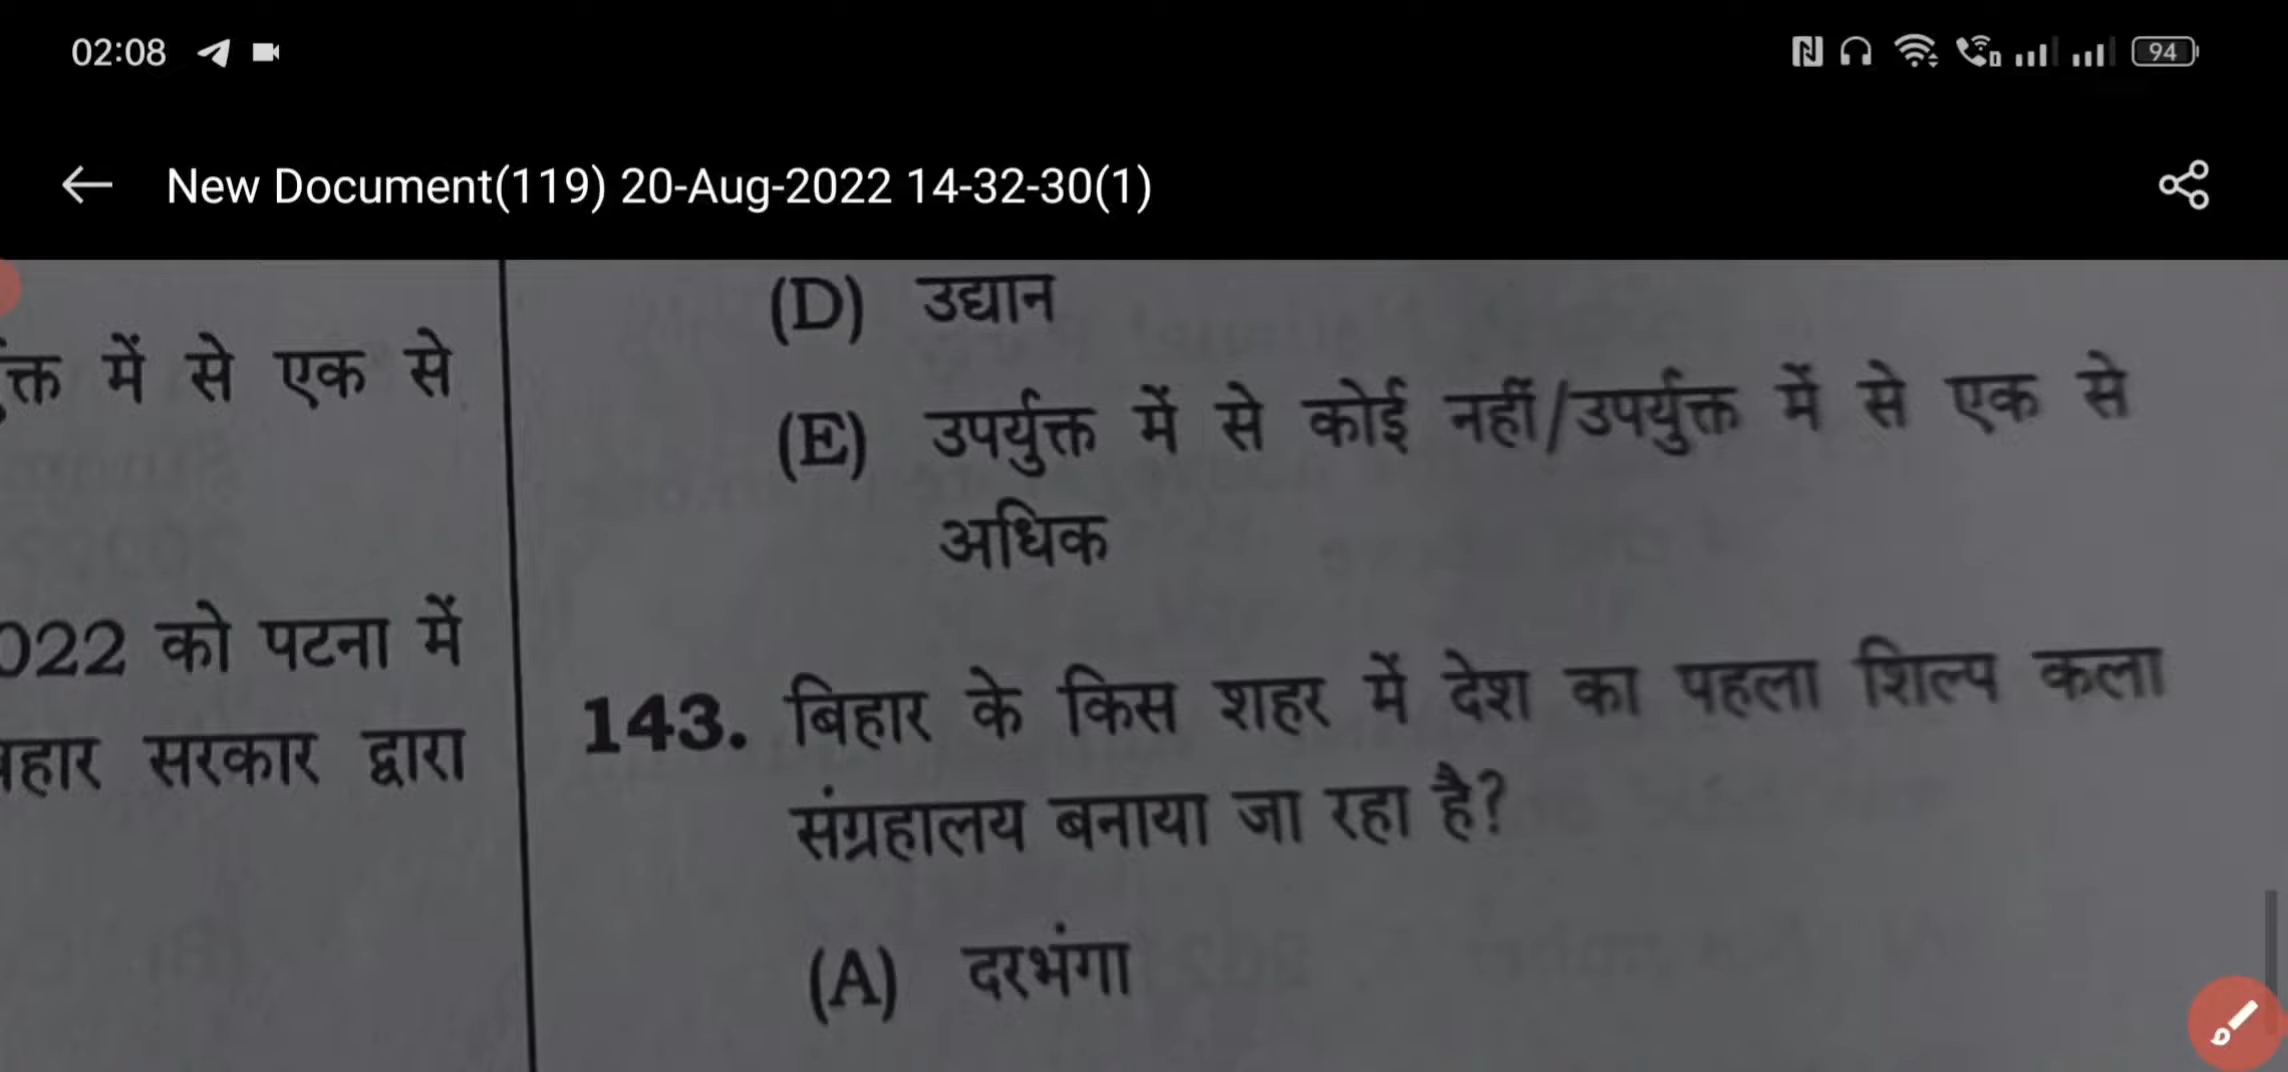 02:08
94
New Document(119) 20-Aug-2022 14-32-30(1)
में से एक से
022 को पटना में
सरकार द्वारा
(D) उद्यान
(E) उपर्युक्त में से कोई नहीं/उपर्युक्त में से एक से
अधिक
143. बिहार के किस शहर में देश का पहला शिल्प कला
संग्रहालय बनाया जा रहा है?
(A) दरभंगा